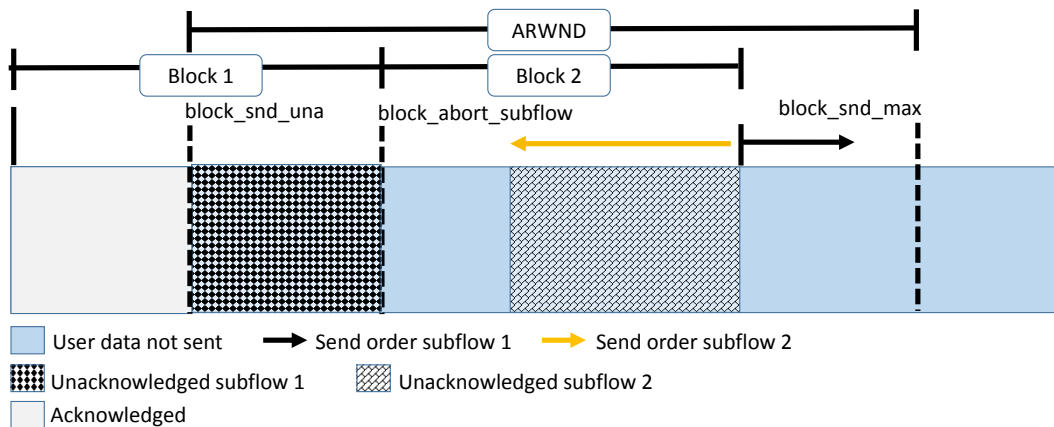 ARWND
Block 1
Block 2
block_snd_una
block_abort_subflow
block_snd_max
User data not sent
Send order subflow 1
Send order subflow 2
Unacknowledged subflow 1
Unacknowledged subflow 2
Acknowledged